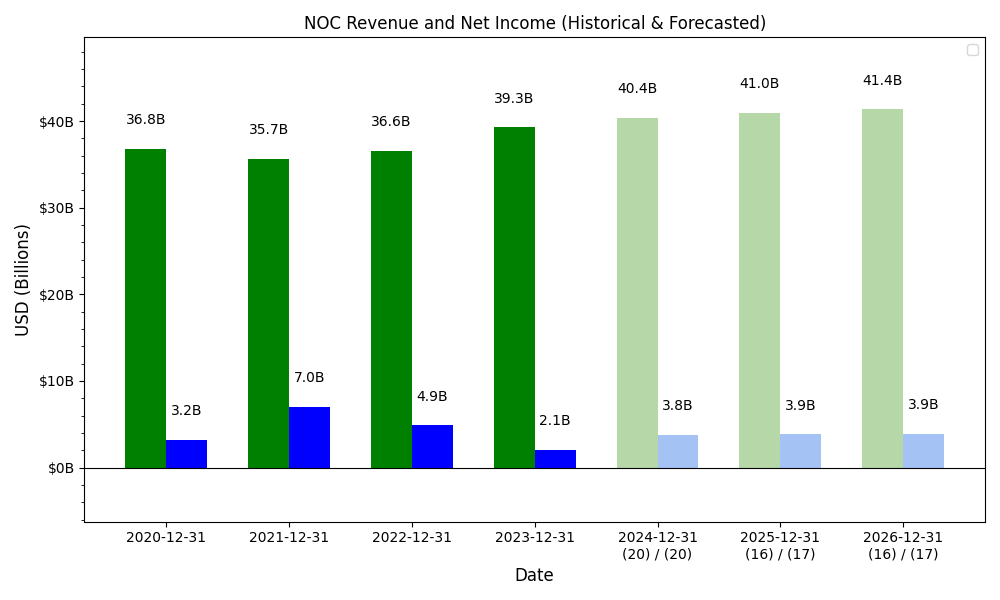 NOC Revenue and Net Income (Historical & Forecasted)
USD (Billions)
$40B
$30B
$20B
$10B
$0B
36.8B
3.2B
35.7B
7.0B
36.6B
4.9B
39.3B
2.1B
40.4B
3.8B
41.0B
3.9B
41.4B
3.9B
2020-12-31
2021-12-31
2022-12-31
2023-12-31
2024-12-31
(20) / (20)
2025-12-31
(16) / (17)
2026-12-31
(16) / (17)
Date